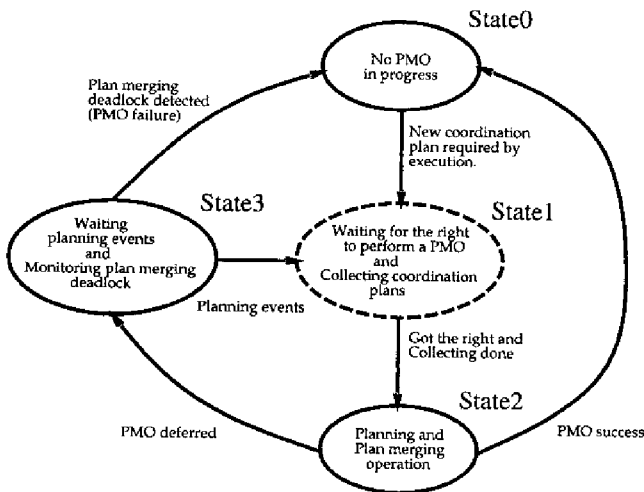 State0
No PMO
in progress
Plan merging
deadlock detected
(PMO failure)
New coordination
plan required by
execution.
State3
State1
Waiting
planning events
and
Monitoring plan merging
deadlock
Waiting for the right
to perform a PMO
and
Collecting coordination
plans
Planning events
Got the right and
Collecting done
State2
PMO deferred
Planning and
Plan merging
operation
PMO success